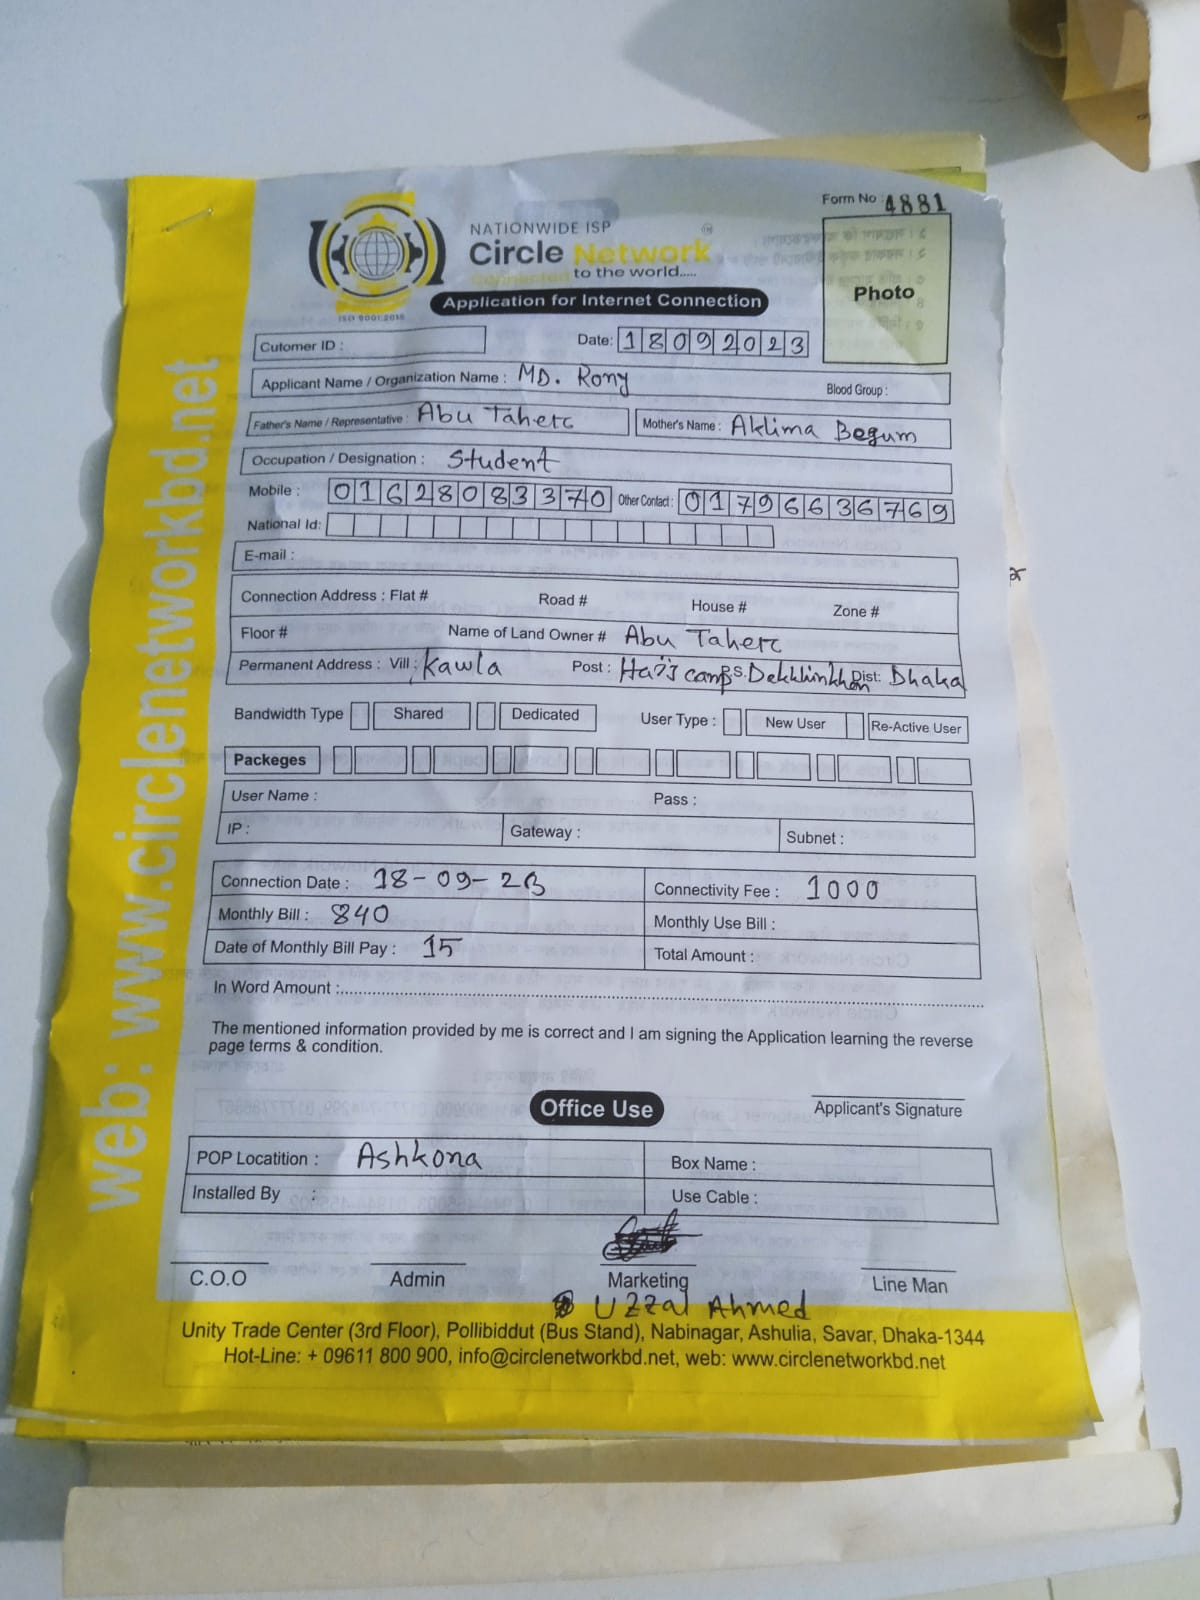 Form No : 4881
NATIONWIDE ISP
Circle Network
Connected to the world.....
ISO 9001:2015
Application for Internet Connection
Photo
Cutomer ID :
Date: 18092023
Applicant Name / Organization Name : MD. Rony Blood Group :
Father's Name / Representative : Abu Taher Mother's Name : Aklima Begum
Occupation / Designation : Student
Mobile : 01628083370 Other Contact : 01796636769
National Id:
E-mail :
Connection Address : Flat # Road # House # Zone #
Floor # Name of Land Owner # Abu Taher
Permanent Address : Vill : Kawla Post : Hajj camp P.S. Dakkhinkhan Dist: Dhaka
Bandwidth Type Shared Dedicated User Type : New User Re-Active User
Packeges
User Name : Pass :
IP : Gateway : Subnet :
Connection Date : 18-09-23 Connectivity Fee : 1000
Monthly Bill : 840 Monthly Use Bill :
Date of Monthly Bill Pay : 15 Total Amount :
In Word Amount :
The mentioned information provided by me is correct and I am signing the Application learning the reverse
page terms & condition.
Applicant's Signature
Office Use
POP Locatition : Ashkona Box Name :
Installed By : Use Cable :
C.O.O Admin Marketing Line Man
Uzzal Ahmed
Unity Trade Center (3rd Floor), Pollibiddut (Bus Stand), Nabinagar, Ashulia, Savar, Dhaka-1344
Hot-Line: + 09611 800 900, info@circlenetworkbd.net, web: www.circlenetworkbd.net
web: www.circlenetworkbd.net